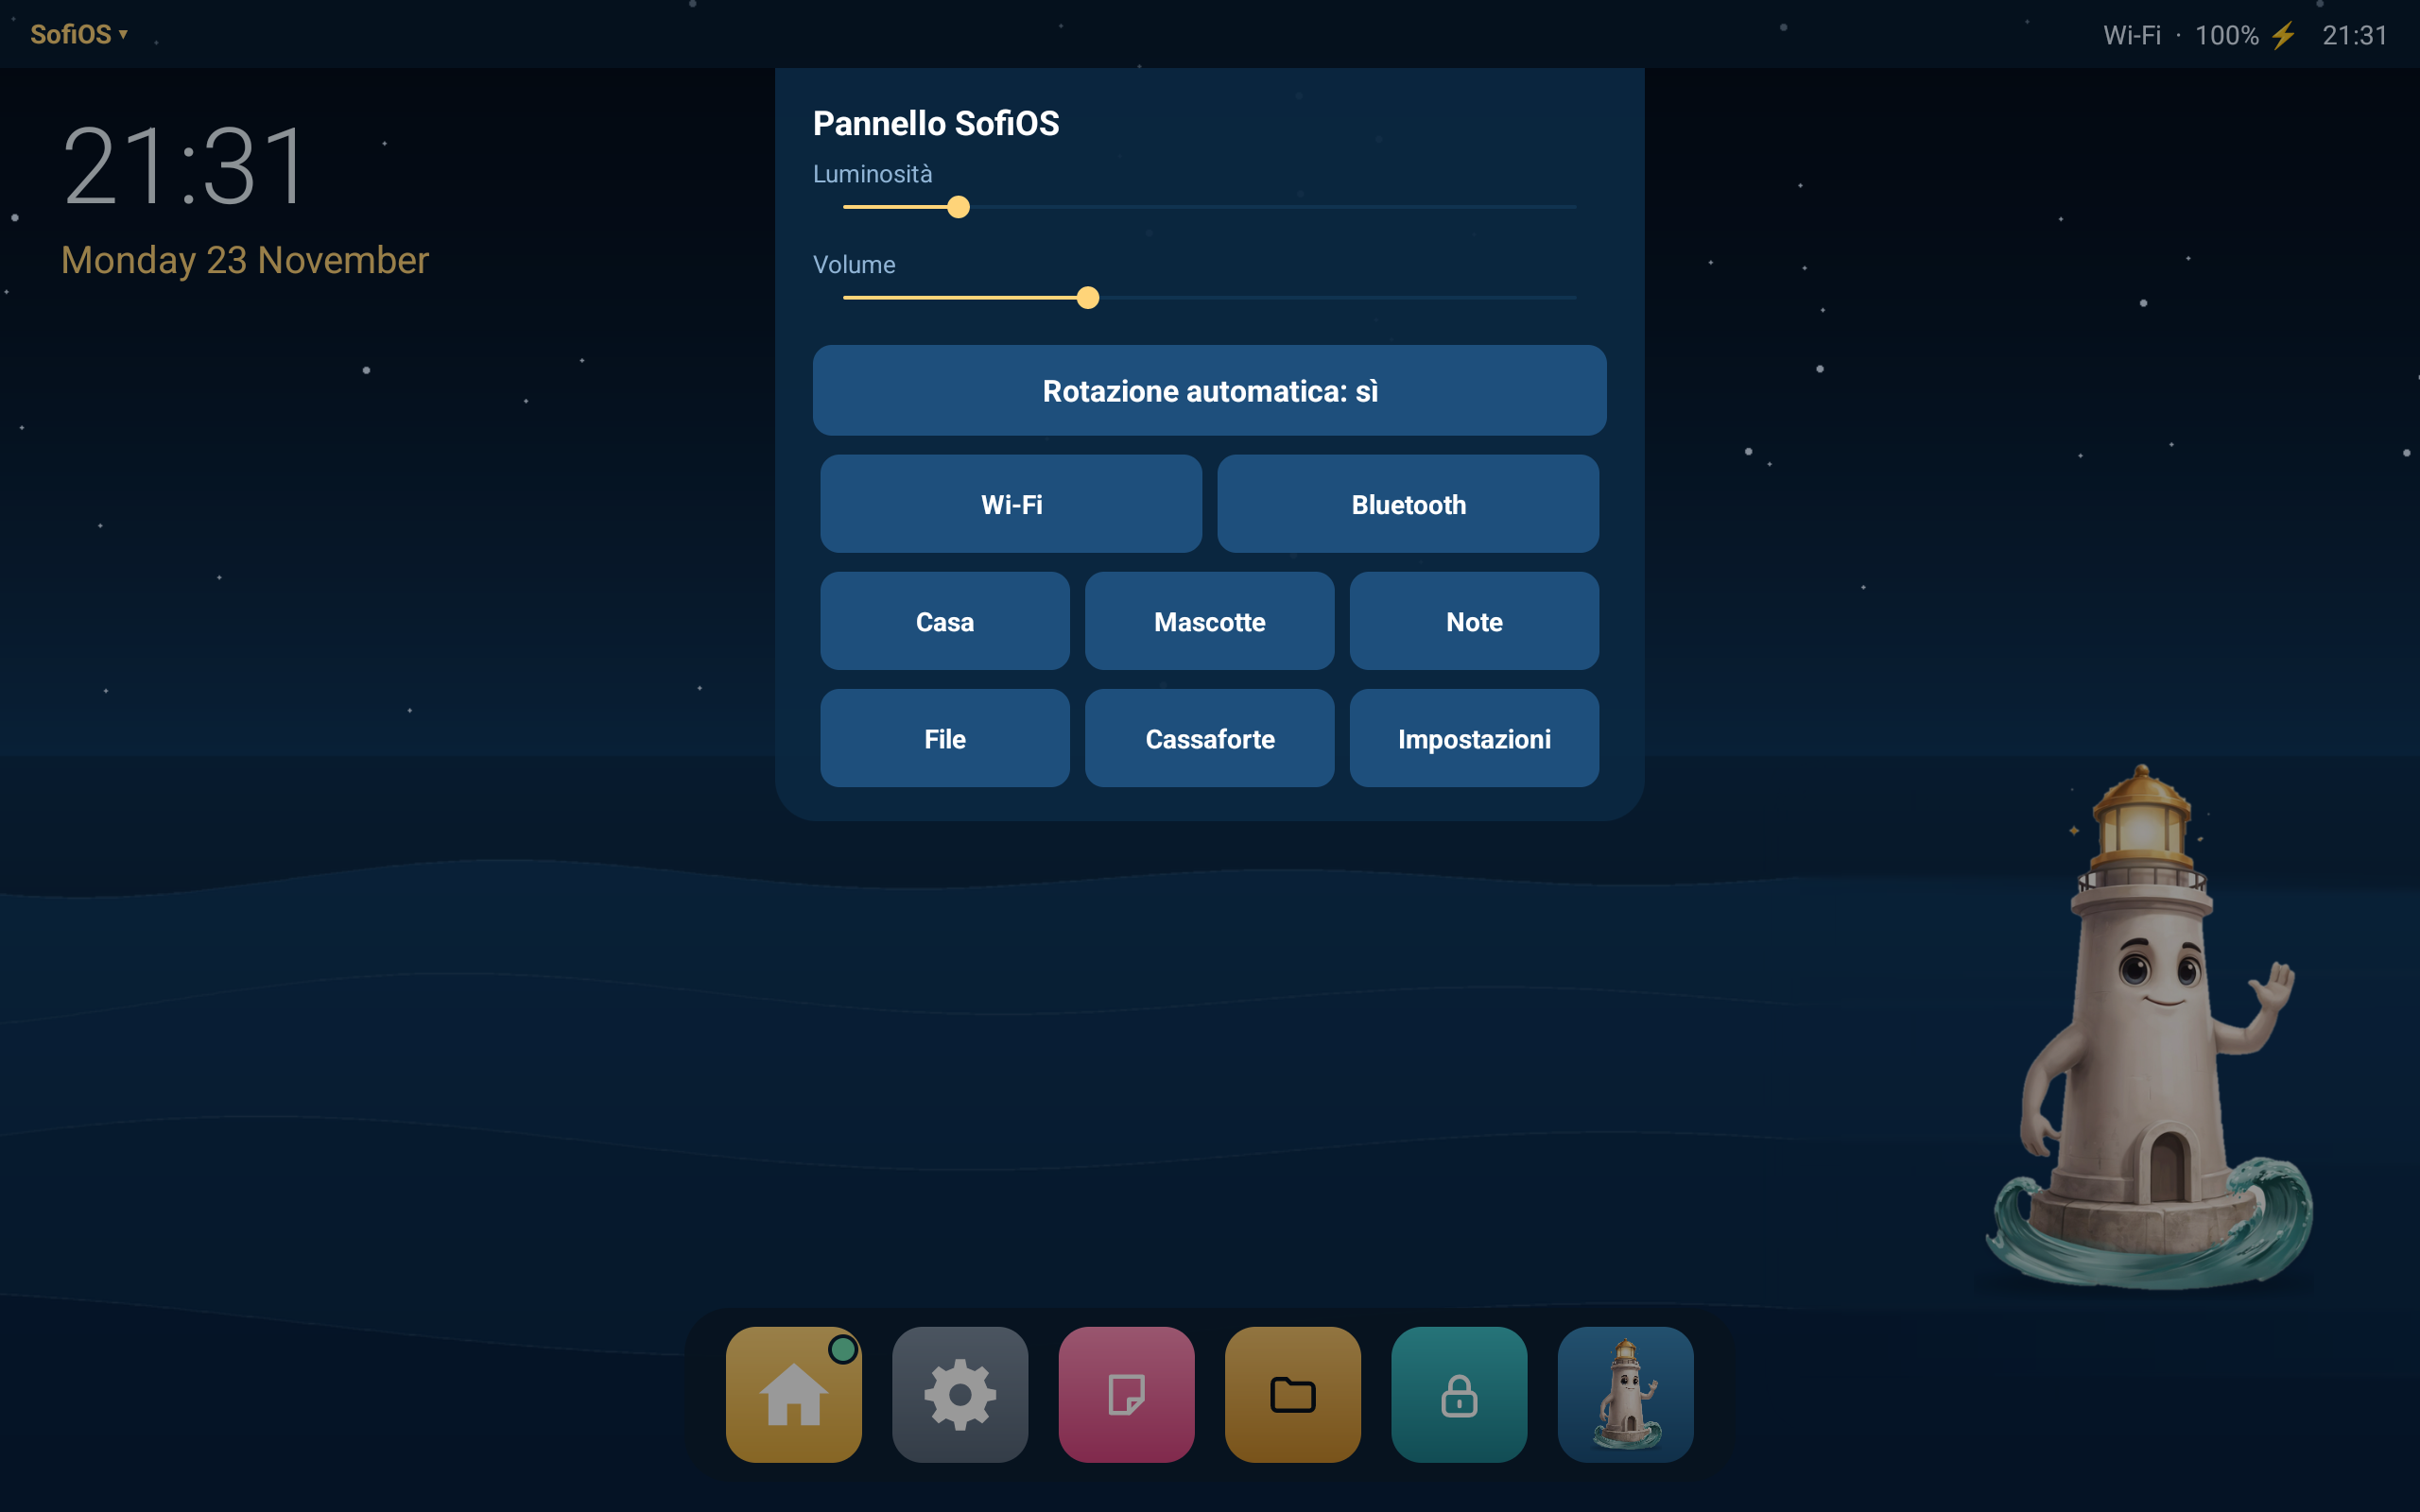 SofiOS ▾
Wi-Fi · 100% ⚡ 21:31
21:31
Monday 23 November
Pannello SofiOS
Luminosità
Volume
Rotazione automatica: sì
Wi-Fi
Bluetooth
Casa
Mascotte
Note
File
Cassaforte
Impostazioni